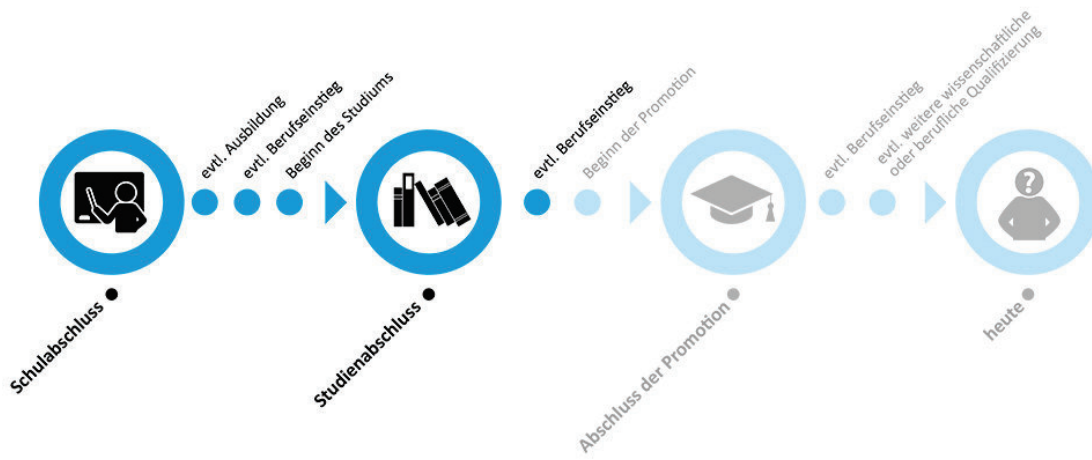 Schulabschluss
evtl. Ausbildung
evtl. Berufseinstieg
Beginn des Studiums
Studienabschluss
evtl. Berufseinstieg
Beginn der Promotion
Abschluss der Promotion
evtl. Berufseinstieg
evtl. weitere wissenschaftliche
oder berufliche Qualifizierung
?
heute